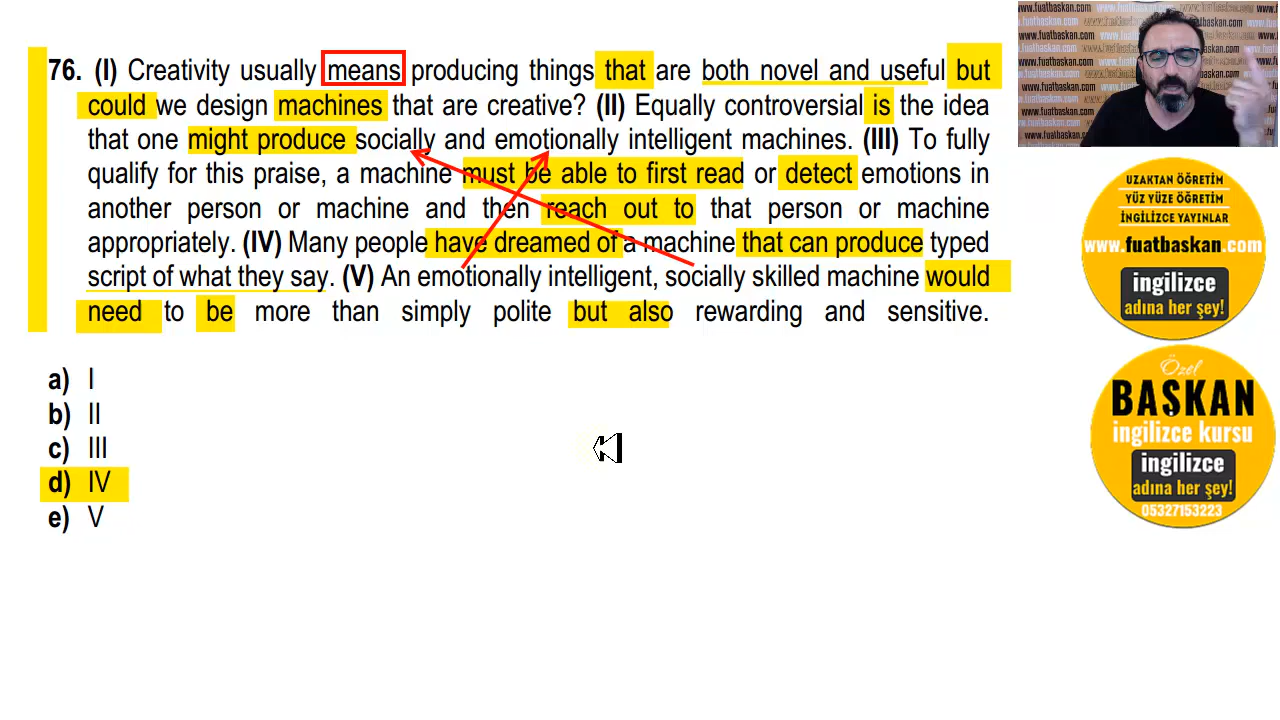 76. (I) Creativity usually means producing things that are both novel and useful but
could we design machines that are creative? (II) Equally controversial is the idea
that one might produce socially and emotionally intelligent machines. (III) To fully
qualify for this praise, a machine must be able to first read or detect emotions in
another person or machine and then reach out to that person or machine
appropriately. (IV) Many people have dreamed of a machine that can produce typed
script of what they say. (V) An emotionally intelligent, socially skilled machine would
need to be more than simply polite but also rewarding and sensitive.
a) I
b) II
c) III
d) IV
e) V
www.fuatbaskan.com
UZAKTAN ÖĞRETİM
YÜZ YÜZE ÖĞRETİM
İNGİLİZCE YAYINLAR
www.fuatbaskan.com
ingilizce
adına her şey!
Özel
BAŞKAN
ingilizce kursu
ingilizce
adına her şey!
05327153223